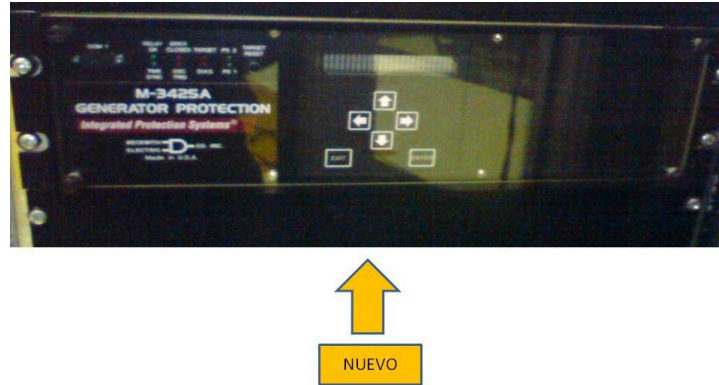 COM 1
RELAY OK
BRKR CLOSED
TARGET
PS 2
TARGET RESET
TIME SYNC
OSC TRIG
DIAG
PS 1
M-3425A
GENERATOR PROTECTION
Integrated Protection Systems®
BECKWITH ELECTRIC CO. INC.
Made in U.S.A.
EXIT
ENTER
NUEVO